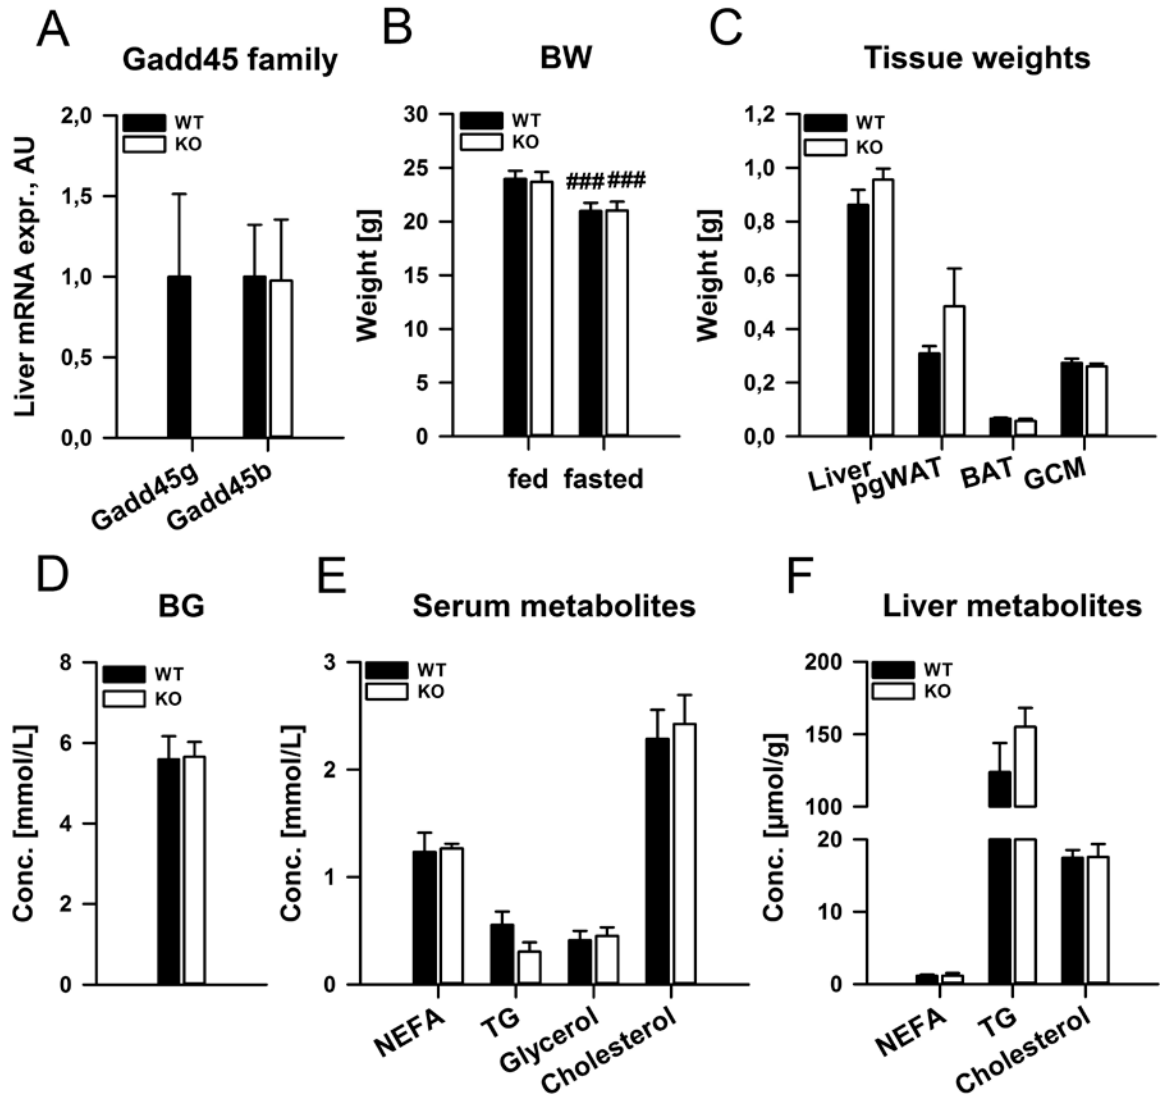 A
Gadd45 family
Liver mRNA expr., AU
2,0
1,5
1,0
0,5
0,0
WT
KO
Gadd45g
Gadd45b
B
BW
Weight [g]
30
25
20
15
10
5
0
WT
KO
### ###
fed fasted
C
Tissue weights
Weight [g]
1,2
1,0
0,8
0,6
0,4
0,2
0,0
WT
KO
Liver
pgWAT
BAT
GCM
D
BG
Conc. [mmol/L]
8
6
4
2
0
WT
KO
E
Serum metabolites
Conc. [mmol/L]
3
2
1
0
WT
KO
NEFA
TG
Glycerol
Cholesterol
F
Liver metabolites
Conc. [µmol/g]
200
150
100
20
10
0
WT
KO
NEFA
TG
Cholesterol